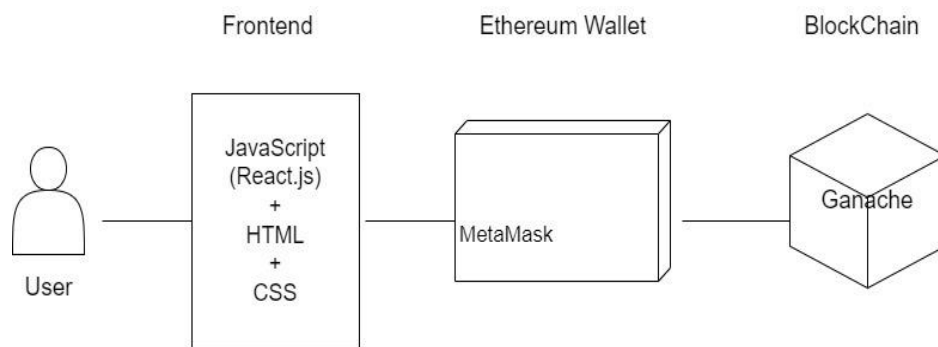 Frontend
Ethereum Wallet
BlockChain
JavaScript
(React.js)
+
HTML
+
CSS
MetaMask
Ganache
User